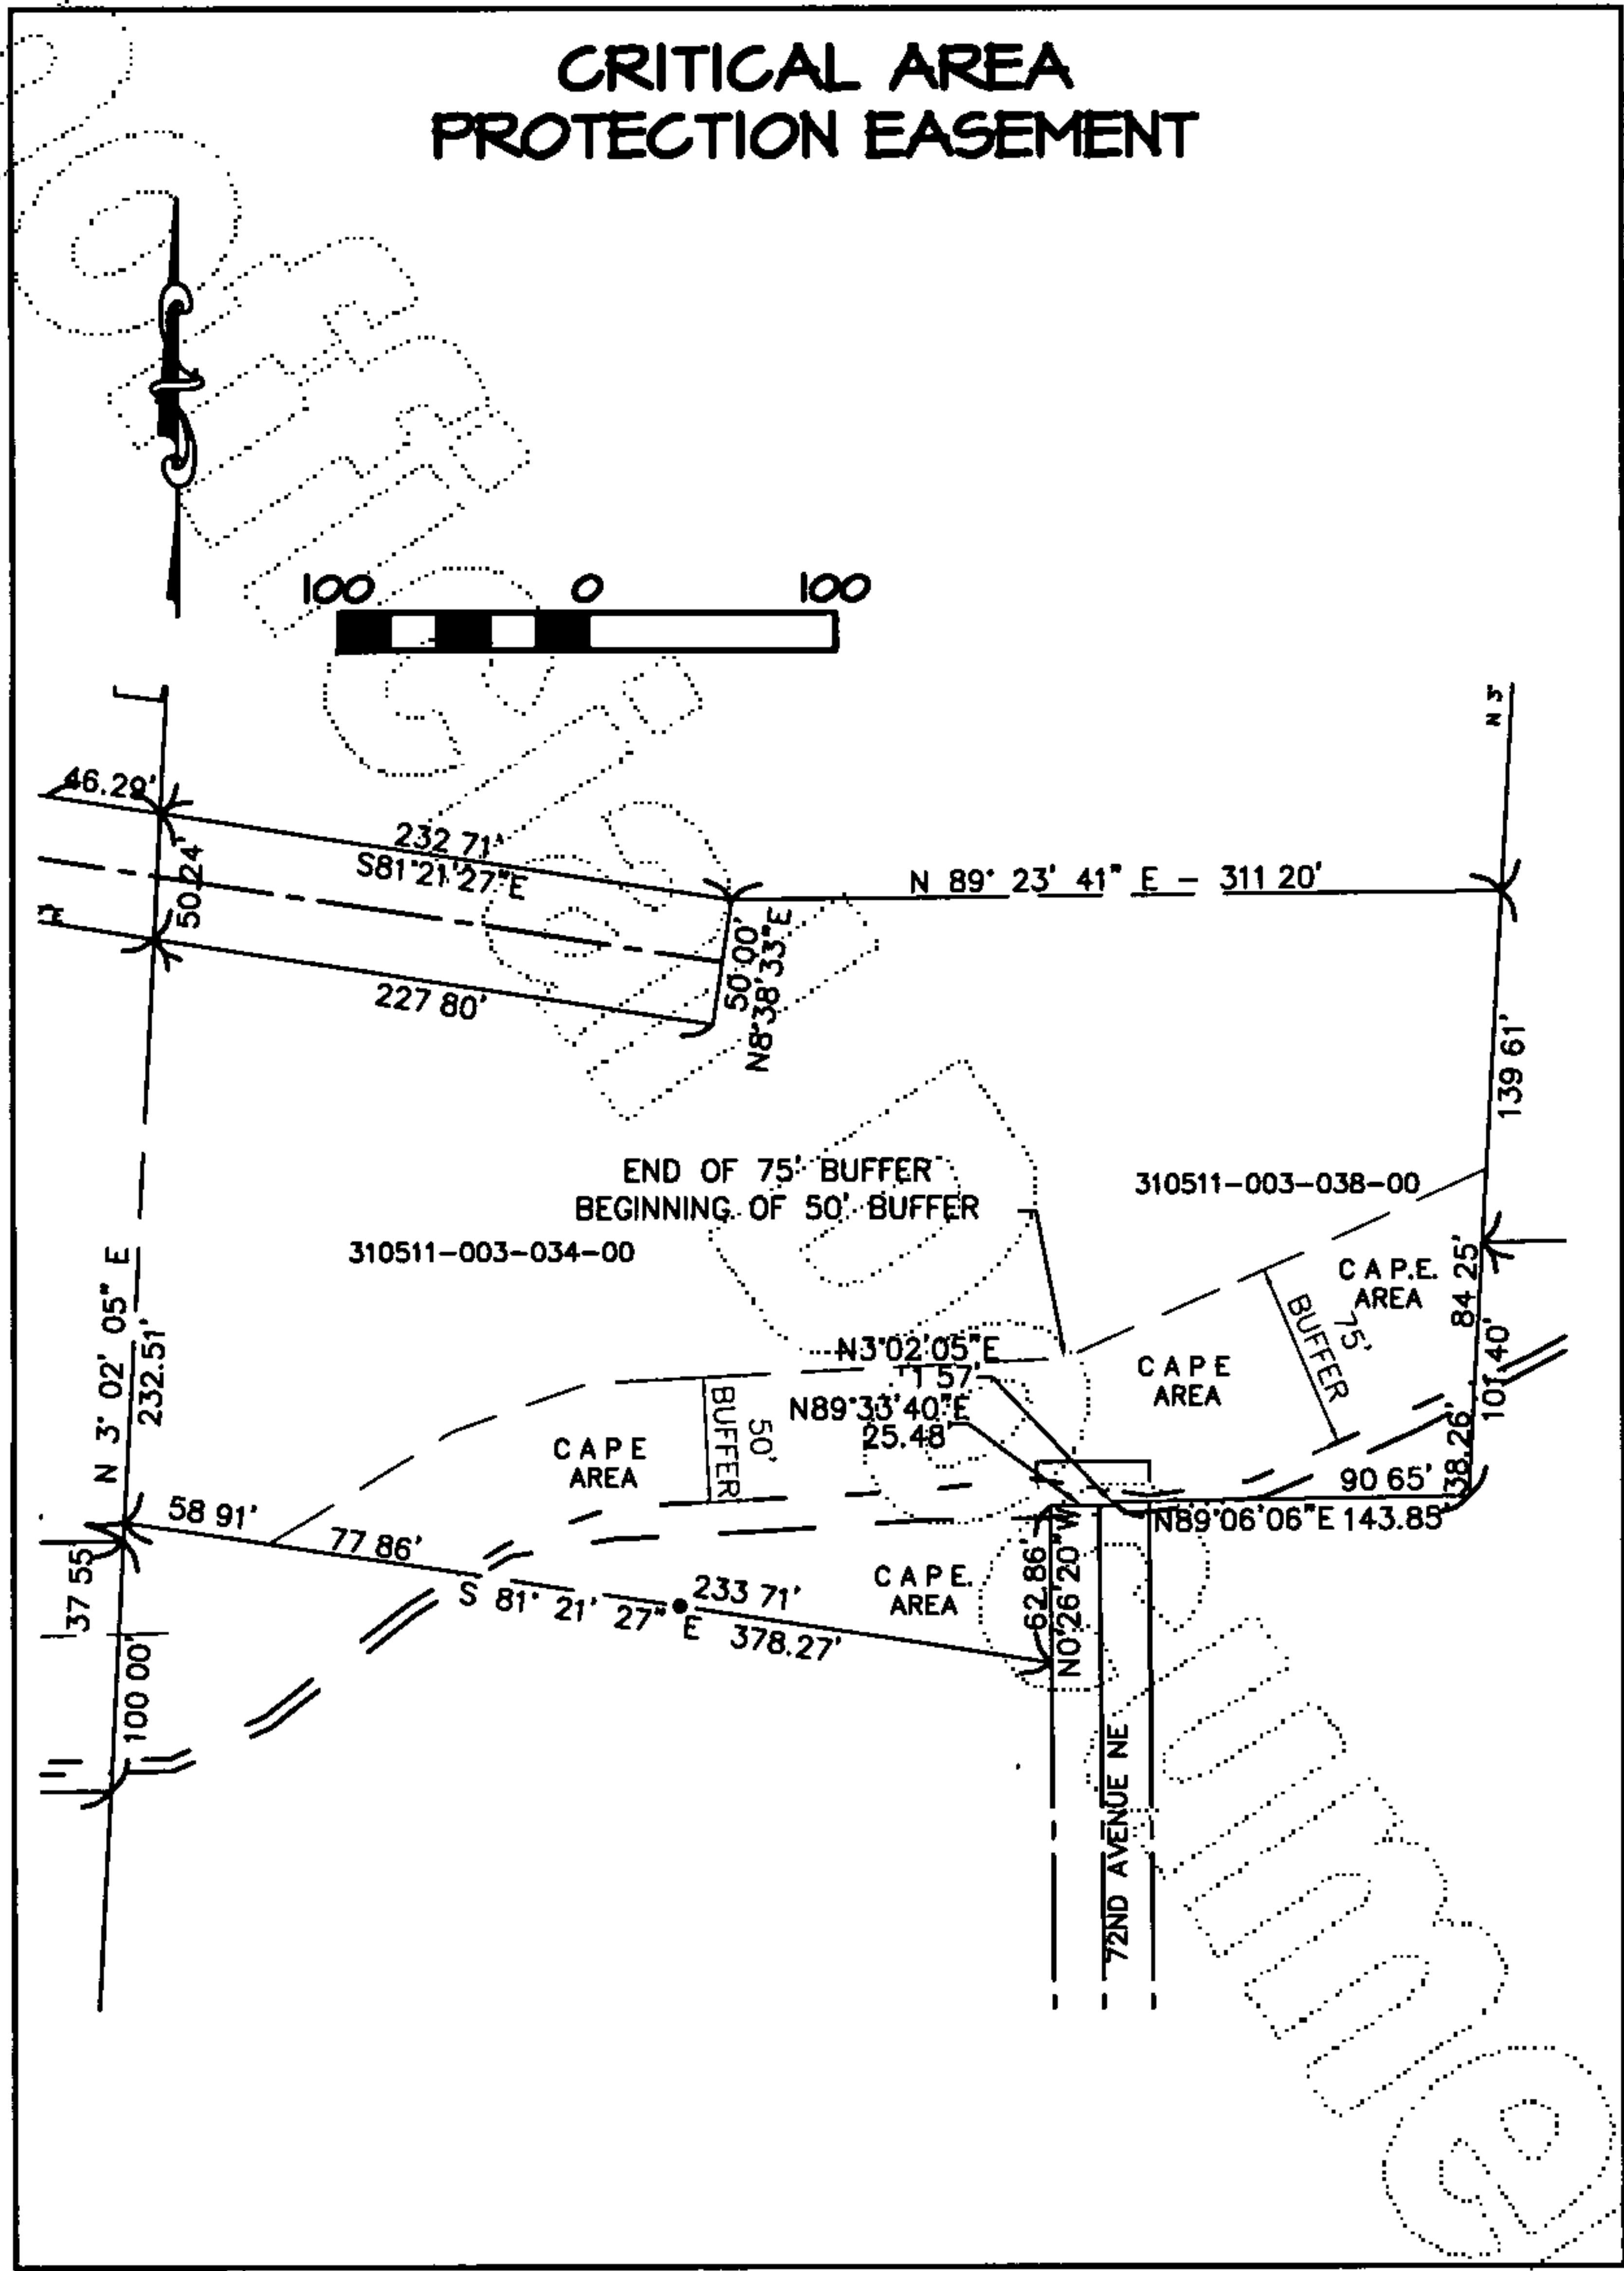 CRITICAL AREA
PROTECTION EASEMENT
100 0 100
N 3°
46.29'
232 71'
S81°21'27"E
50.24'
N 89° 23' 41" E - 311 20'
50 00'
N8°38'33"E
227 80'
139 61'
END OF 75' BUFFER
BEGINNING OF 50' BUFFER
310511-003-038-00
310511-003-034-00
N 3° 02' 05" E
232.51'
C A P.E.
AREA
84 25'
75'
BUFFER
101.40'
N3°02'05"E
1 57'
C A P E
AREA
N89°33'40"E
25.48'
50'
BUFFER
C A P E
AREA
38.26'
90 65'
N89°06'06"E 143.85'
58 91'
77 86'
37 55'
S 81° 21' 27" E
233 71'
378.27'
C A P E.
AREA
62.86'
N0°26'20"W
100 00'
72ND AVENUE NE
Unofficial Document